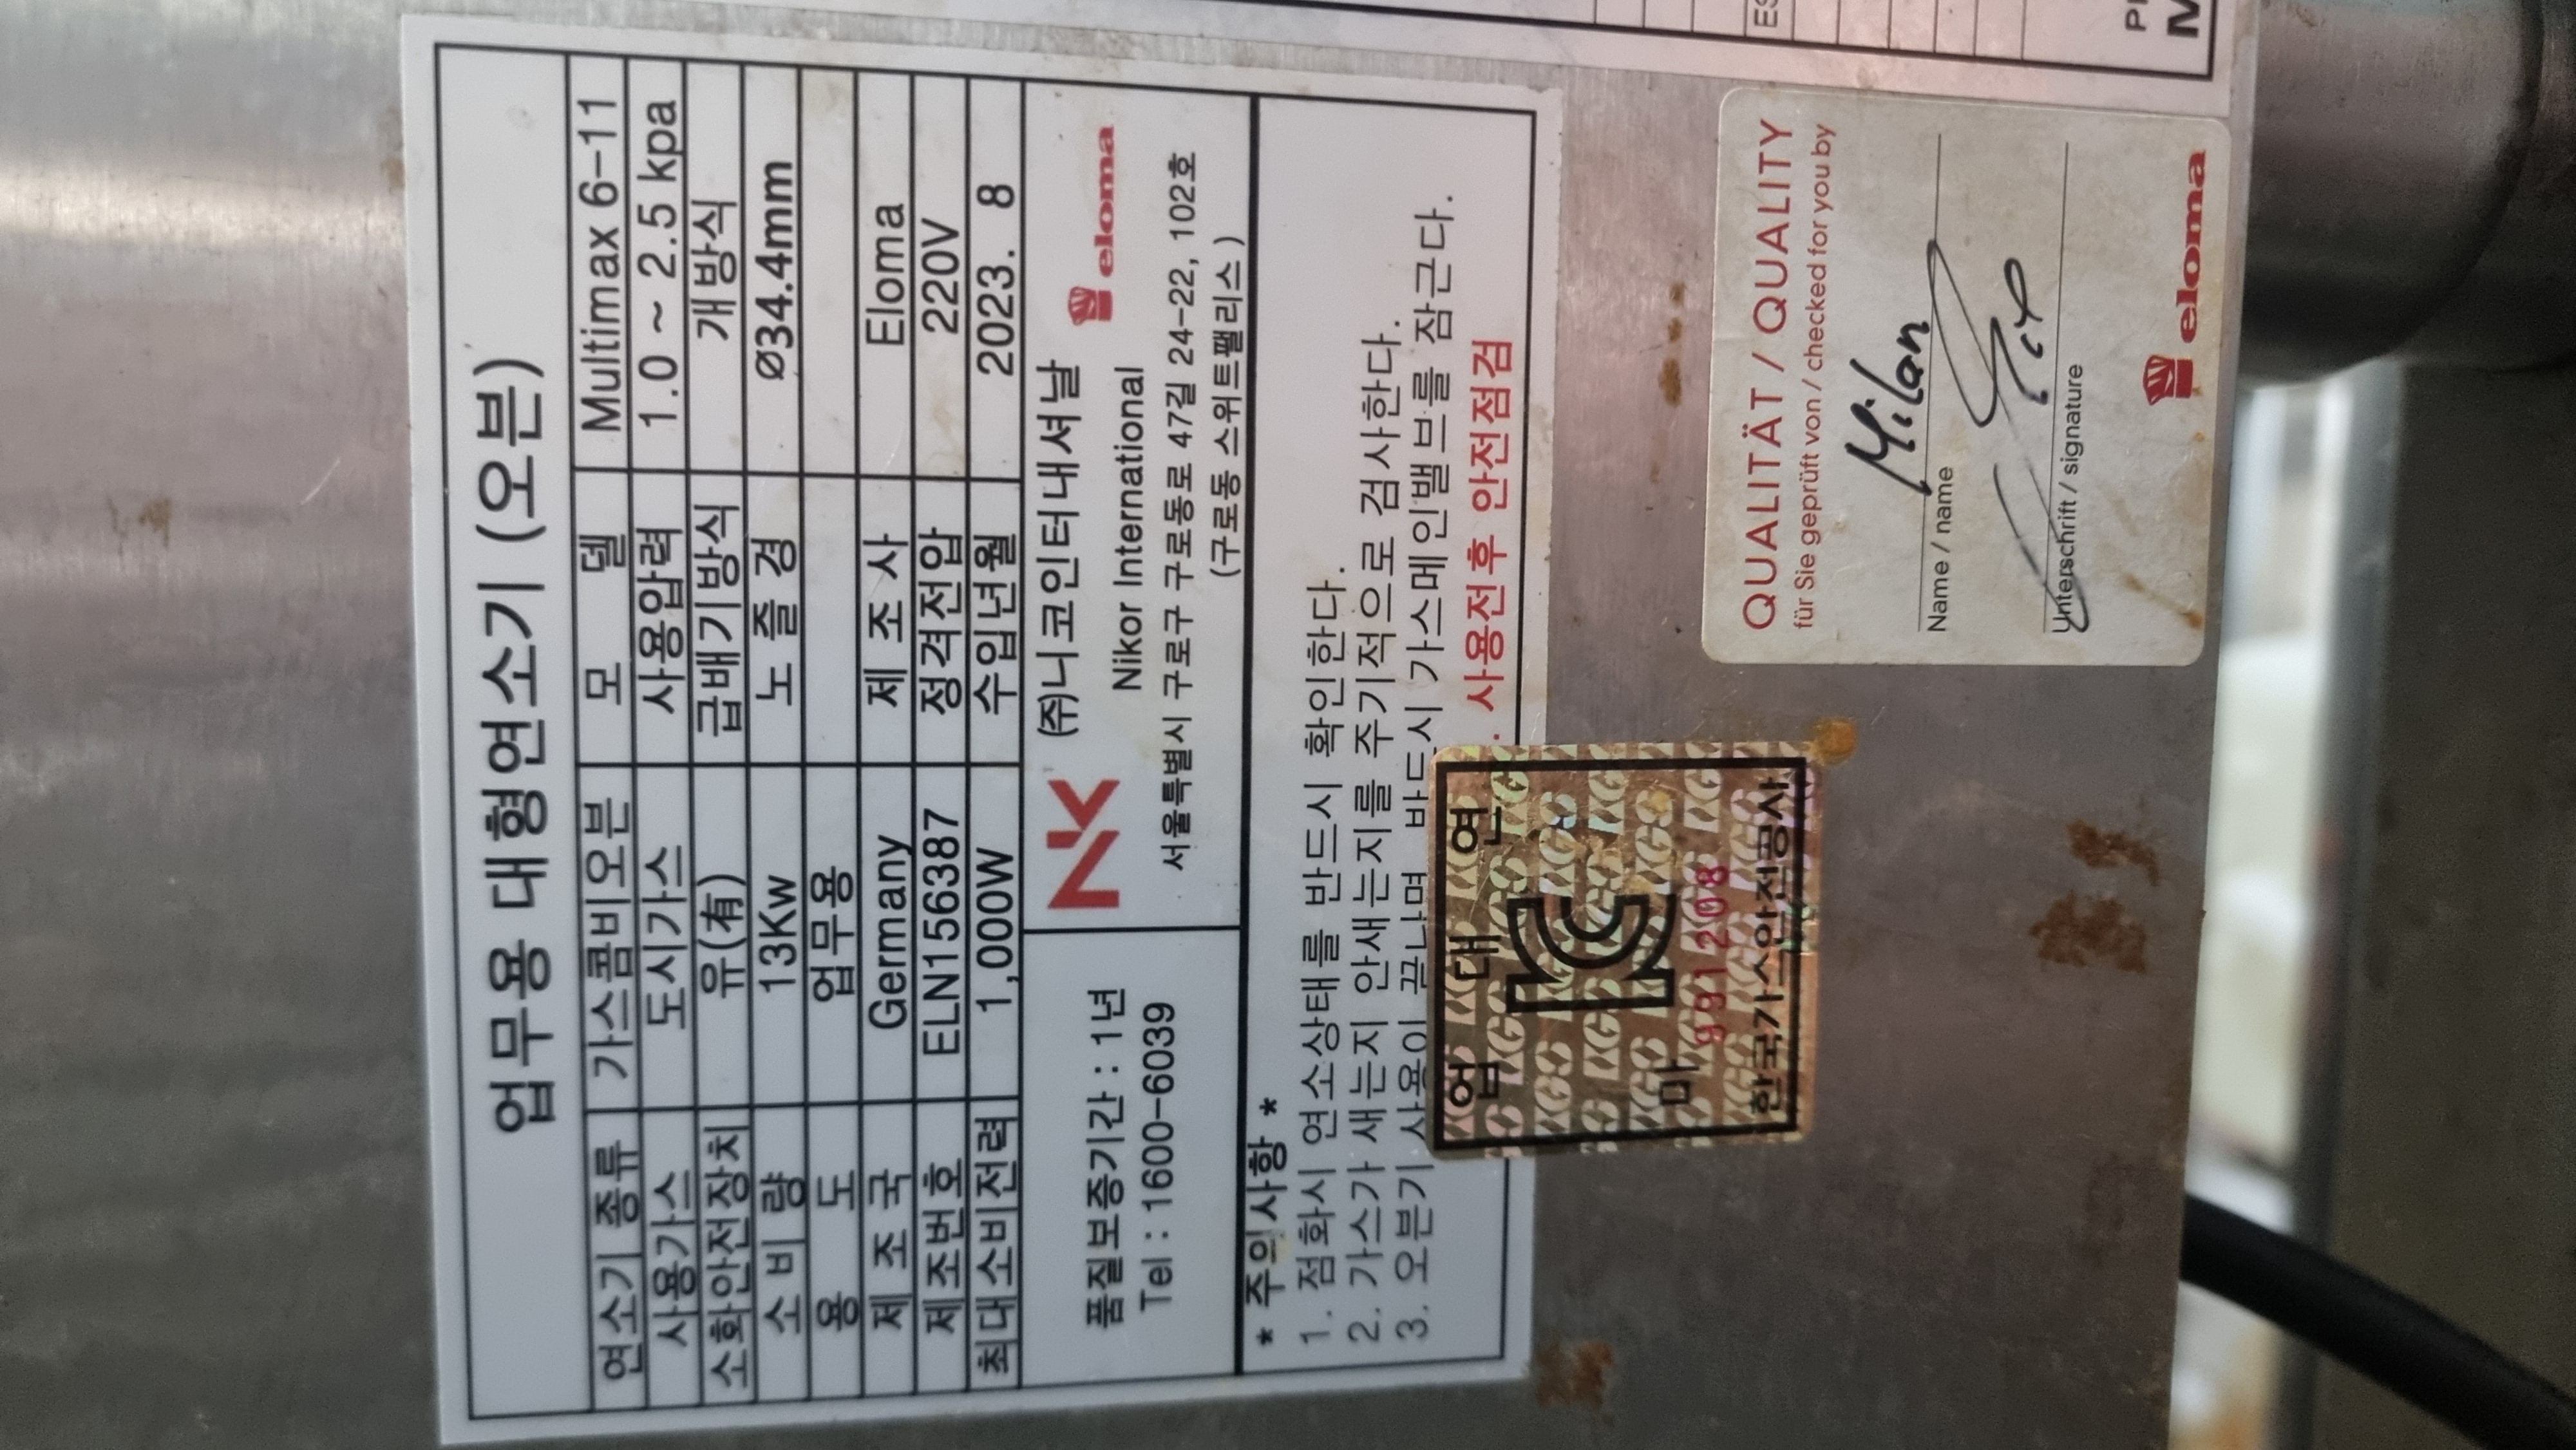 업무용 대형연소기 (오븐)
연소기 종류 가스콤비오븐 모 델 Multimax 6-11
사용가스 도시가스 사용압력 1.0 ~ 2.5 kpa
소화안전장치 유(有) 급배기방식 개방식
소 비 량 13Kw 노 즐 경 Ø34.4mm
용 도 업무용
제 조 국 Germany 제 조 사 Eloma
제조번호 ELN156387 정격전압 220V
최대소비전력 1,000W 수입년월 2023. 8
품질보증기간 : 1년
Tel : 1600-6039
NK (주)니코인터내셔날
Nikor International
eloma
서울특별시 구로구 구로동로 47길 24-22, 102호
(구로동 스위트팰리스)
* 주의사항 *
1. 점화시 연소상태를 반드시 확인한다.
2. 가스가 새는지 안새는지를 주기적으로 검사한다.
3. 오븐기 사용이 끝나면 반드시 가스메인밸브를 잠근다.
. 사용전후 안전점검
업 대 연
마 991208
한국가스안전공사
QUALITÄT / QUALITY
für Sie geprüft von / checked for you by
Milan
Name / name
Unterschrift / signature
eloma